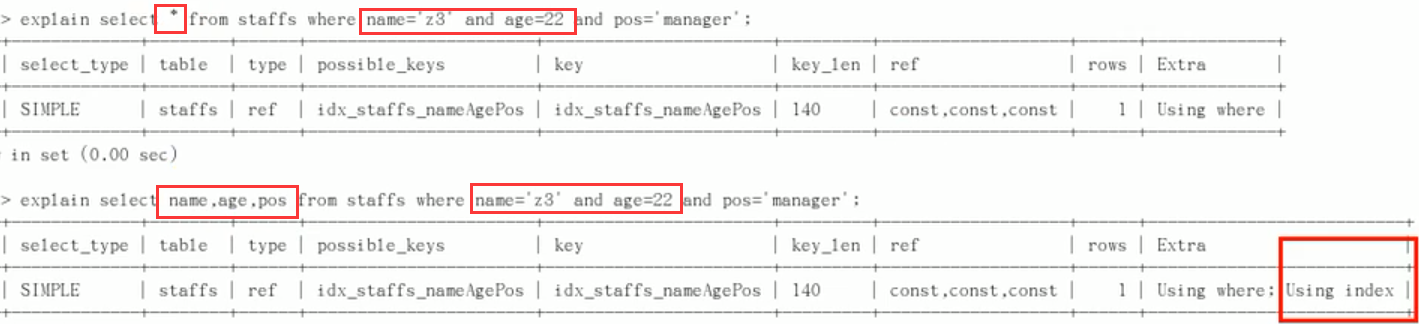 > explain select * from staffs where name='z3' and age=22 and pos='manager';
| select_type | table | type | possible_keys | key | key_len | ref | rows | Extra |
| SIMPLE | staffs | ref | idx_staffs_nameAgePos | idx_staffs_nameAgePos | 140 | const,const,const | 1 | Using where |
in set (0.00 sec)
> explain select name,age,pos from staffs where name='z3' and age=22 and pos='manager';
| select_type | table | type | possible_keys | key | key_len | ref | rows | Extra |
| SIMPLE | staffs | ref | idx_staffs_nameAgePos | idx_staffs_nameAgePos | 140 | const,const,const | 1 | Using where; Using index |